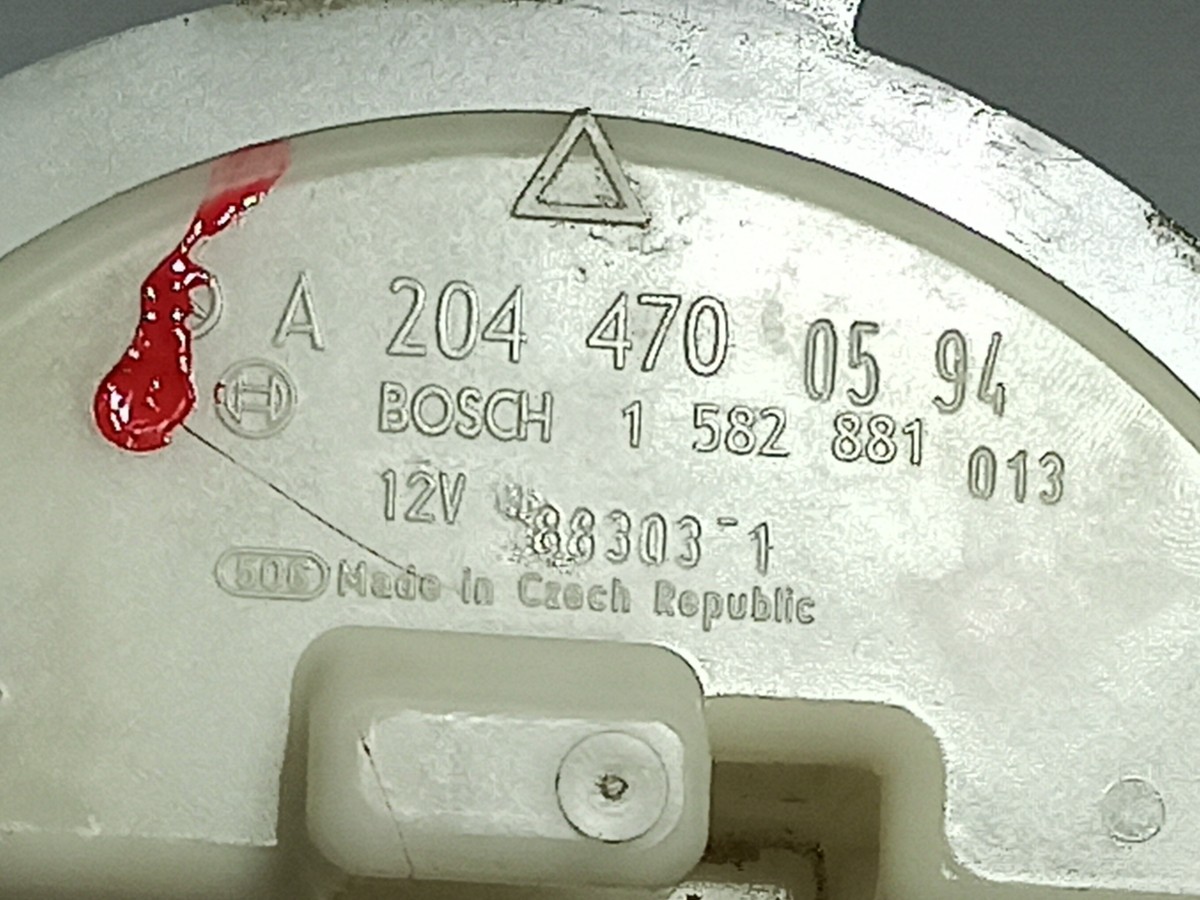 A 204 470 05 94
BOSCH 1 582 881 013
12V 88303-1
506 Made in Czech Republic